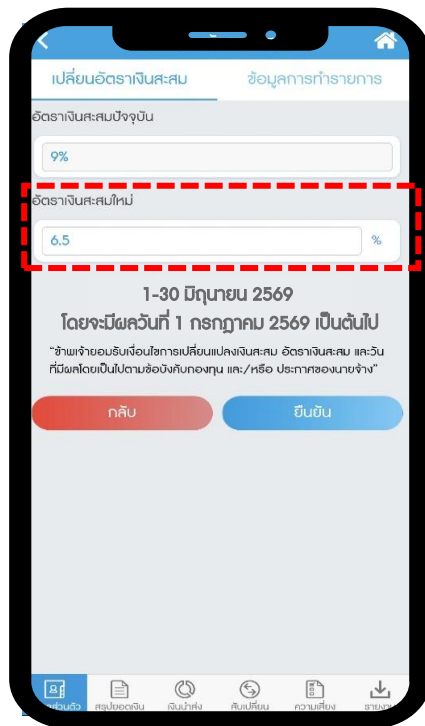 เปลี่ยนอัตราเงินสะสม
ข้อมูลการทำรายการ
อัตราเงินสะสมปัจจุบัน
9%
อัตราเงินสะสมใหม่
6.5 %
1-30 มิถุนายน 2569
โดยจะมีผลวันที่ 1 กรกฎาคม 2569 เป็นต้นไป
"ข้าพเจ้ายอมรับเงื่อนไขการเปลี่ยนแปลงเงินสะสม อัตราเงินสะสม และวัน
ที่มีผลโดยเป็นไปตามข้อบังคับกองทุน และ/หรือ ประกาศของนายจ้าง"
กลับ
ยืนยัน
สรุปยอดเงิน
เงินนำส่ง
สับเปลี่ยน
ความเสี่ยง